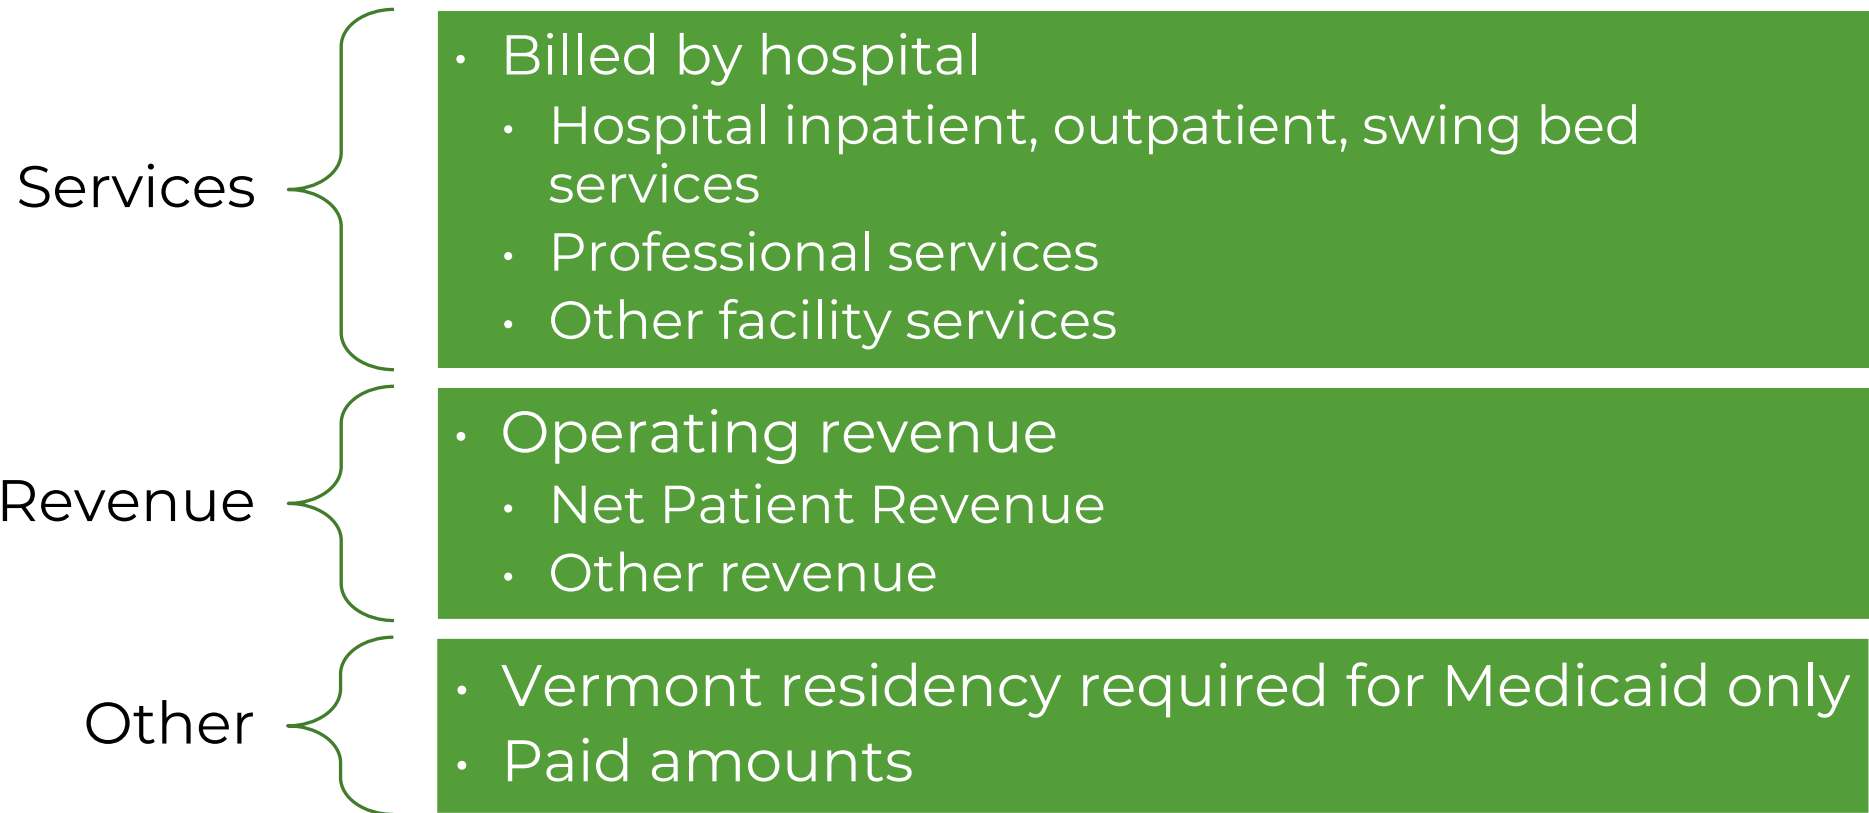 Services
• Billed by hospital
• Hospital inpatient, outpatient, swing bed
services
• Professional services
• Other facility services
Revenue
• Operating revenue
• Net Patient Revenue
• Other revenue
Other
• Vermont residency required for Medicaid only
• Paid amounts